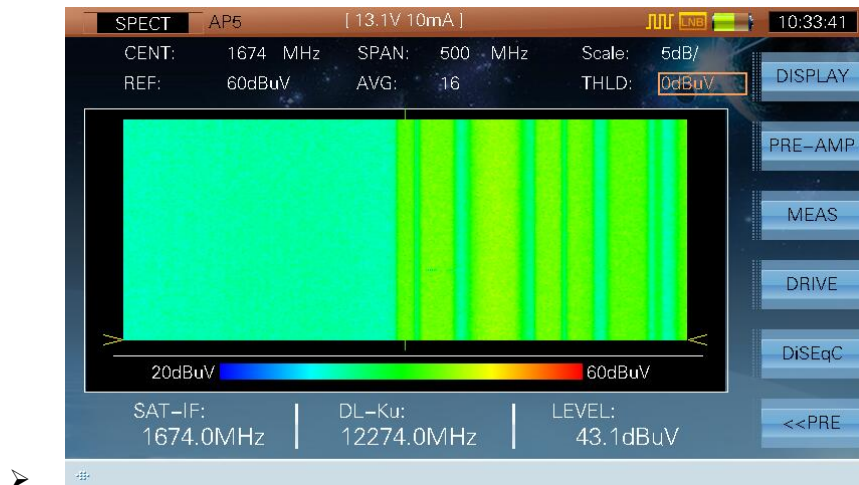 SPECT AP5 [ 13.1V 10mA ] LNB 10:33:41
CENT: 1674 MHz SPAN: 500 MHz Scale: 5dB/
REF: 60dBuV AVG: 16 THLD: 0dBuV
DISPLAY
PRE-AMP
MEAS
DRIVE
DiSEqC
<<PRE
20dBuV 60dBuV
SAT-IF: DL-Ku: LEVEL:
1674.0MHz 12274.0MHz 43.1dBuV